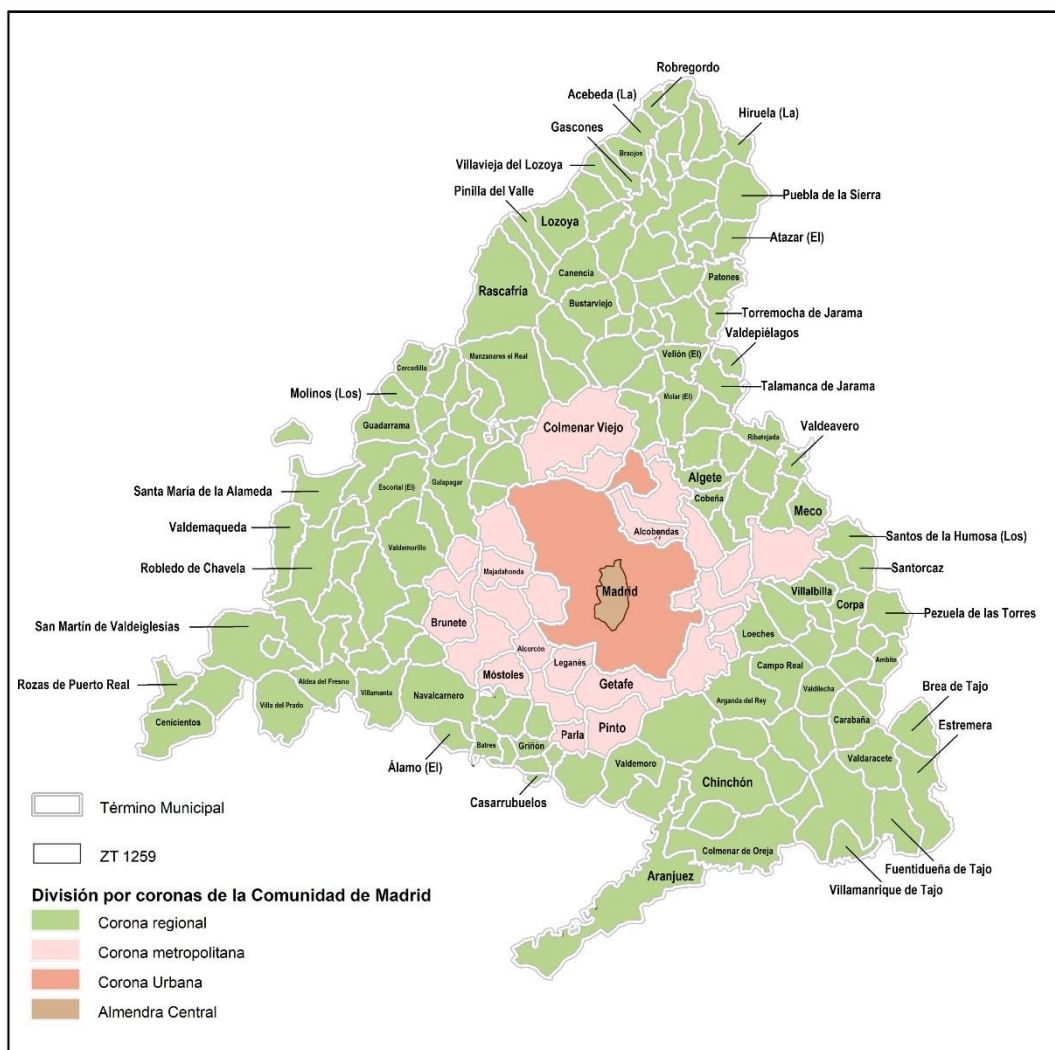 Robregordo
Acebeda (La)
Hiruela (La)
Gascones
Braojos
Villavieja del Lozoya
Pinilla del Valle
Puebla de la Sierra
Lozoya
Atazar (El)
Canencia
Patones
Rascafría
Bustarviejo
Torremocha de Jarama
Valdepiélagos
Vellón (El)
Manzanares el Real
Cercedilla
Talamanca de Jarama
Molinos (Los)
Molar (El)
Guadarrama
Colmenar Viejo
Valdeavero
Ribatejada
Algete
Santa María de la Alameda
Escorial (El)
Galapagar
Cobeña
Meco
Valdemaqueda
Alcobendas
Santos de la Humosa (Los)
Valdemorillo
Robledo de Chavela
Majadahonda
Santorcaz
Madrid
Villalbilla
Corpa
Pezuela de las Torres
San Martín de Valdeiglesias
Brunete
Loeches
Alcorcón
Ambite
Leganés
Campo Real
Rozas de Puerto Real
Aldea del Fresno
Móstoles
Getafe
Brea de Tajo
Villamanta
Navalcarnero
Valdilecha
Villa del Prado
Arganda del Rey
Cenicientos
Carabaña
Estremera
Pinto
Parla
Batres
Griñón
Valdaracete
Álamo (El)
Valdemoro
Chinchón
Casarrubuelos
Colmenar de Oreja
Fuentidueña de Tajo
Aranjuez
Villamanrique de Tajo
Término Municipal
ZT 1259
División por coronas de la Comunidad de Madrid
Corona regional
Corona metropolitana
Corona Urbana
Almendra Central